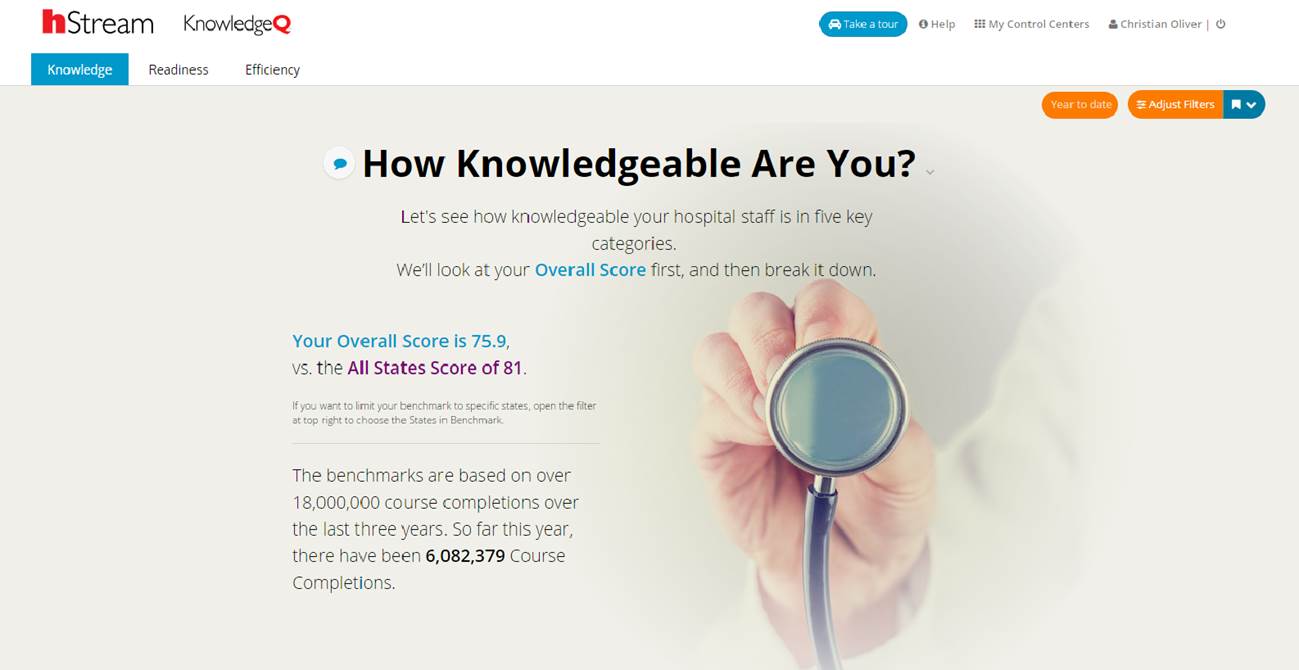 hStream KnowledgeQ Take a tour Help My Control Centers Christian Oliver |
Knowledge Readiness Efficiency
Year to date Adjust Filters
How Knowledgeable Are You?
Let's see how knowledgeable your hospital staff is in five key
categories.
We'll look at your Overall Score first, and then break it down.
Your Overall Score is 75.9,
vs. the All States Score of 81.
If you want to limit your benchmark to specific states, open the filter
at top right to choose the States in Benchmark.
The benchmarks are based on over
18,000,000 course completions over
the last three years. So far this year,
there have been 6,082,379 Course
Completions.